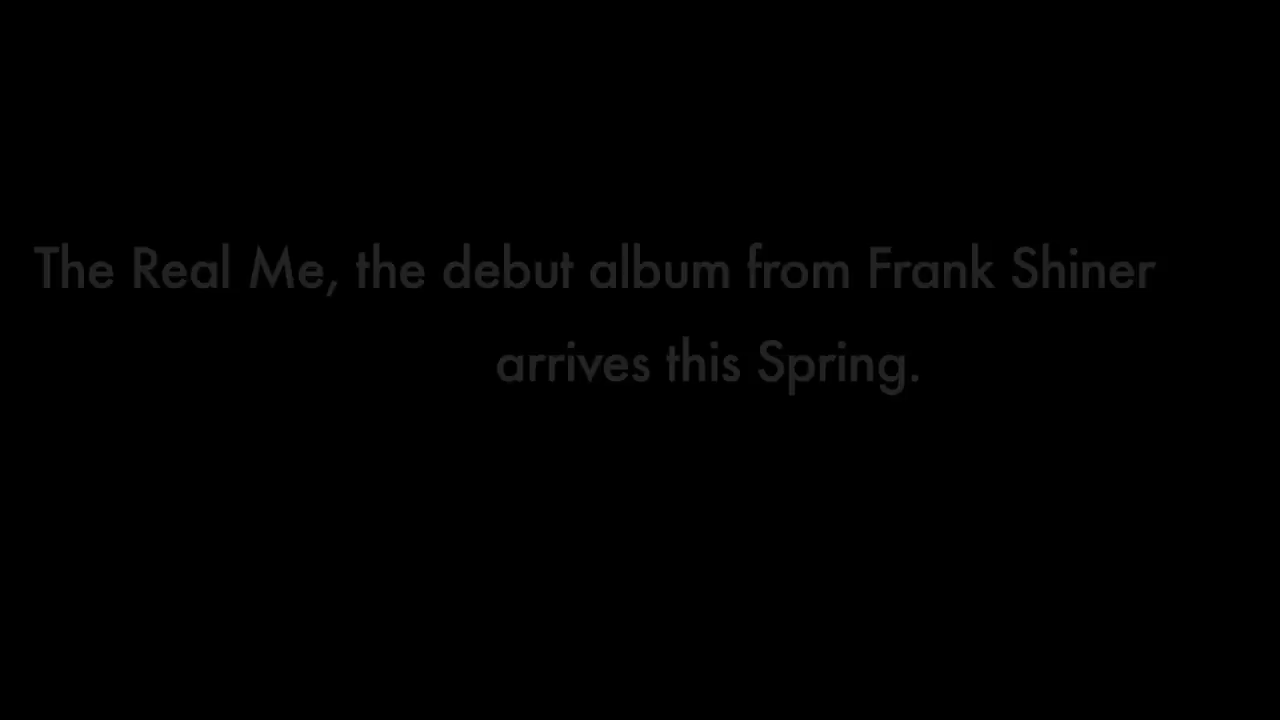 The Real Me, the debut album from Frank Shiner
arrives this Spring.